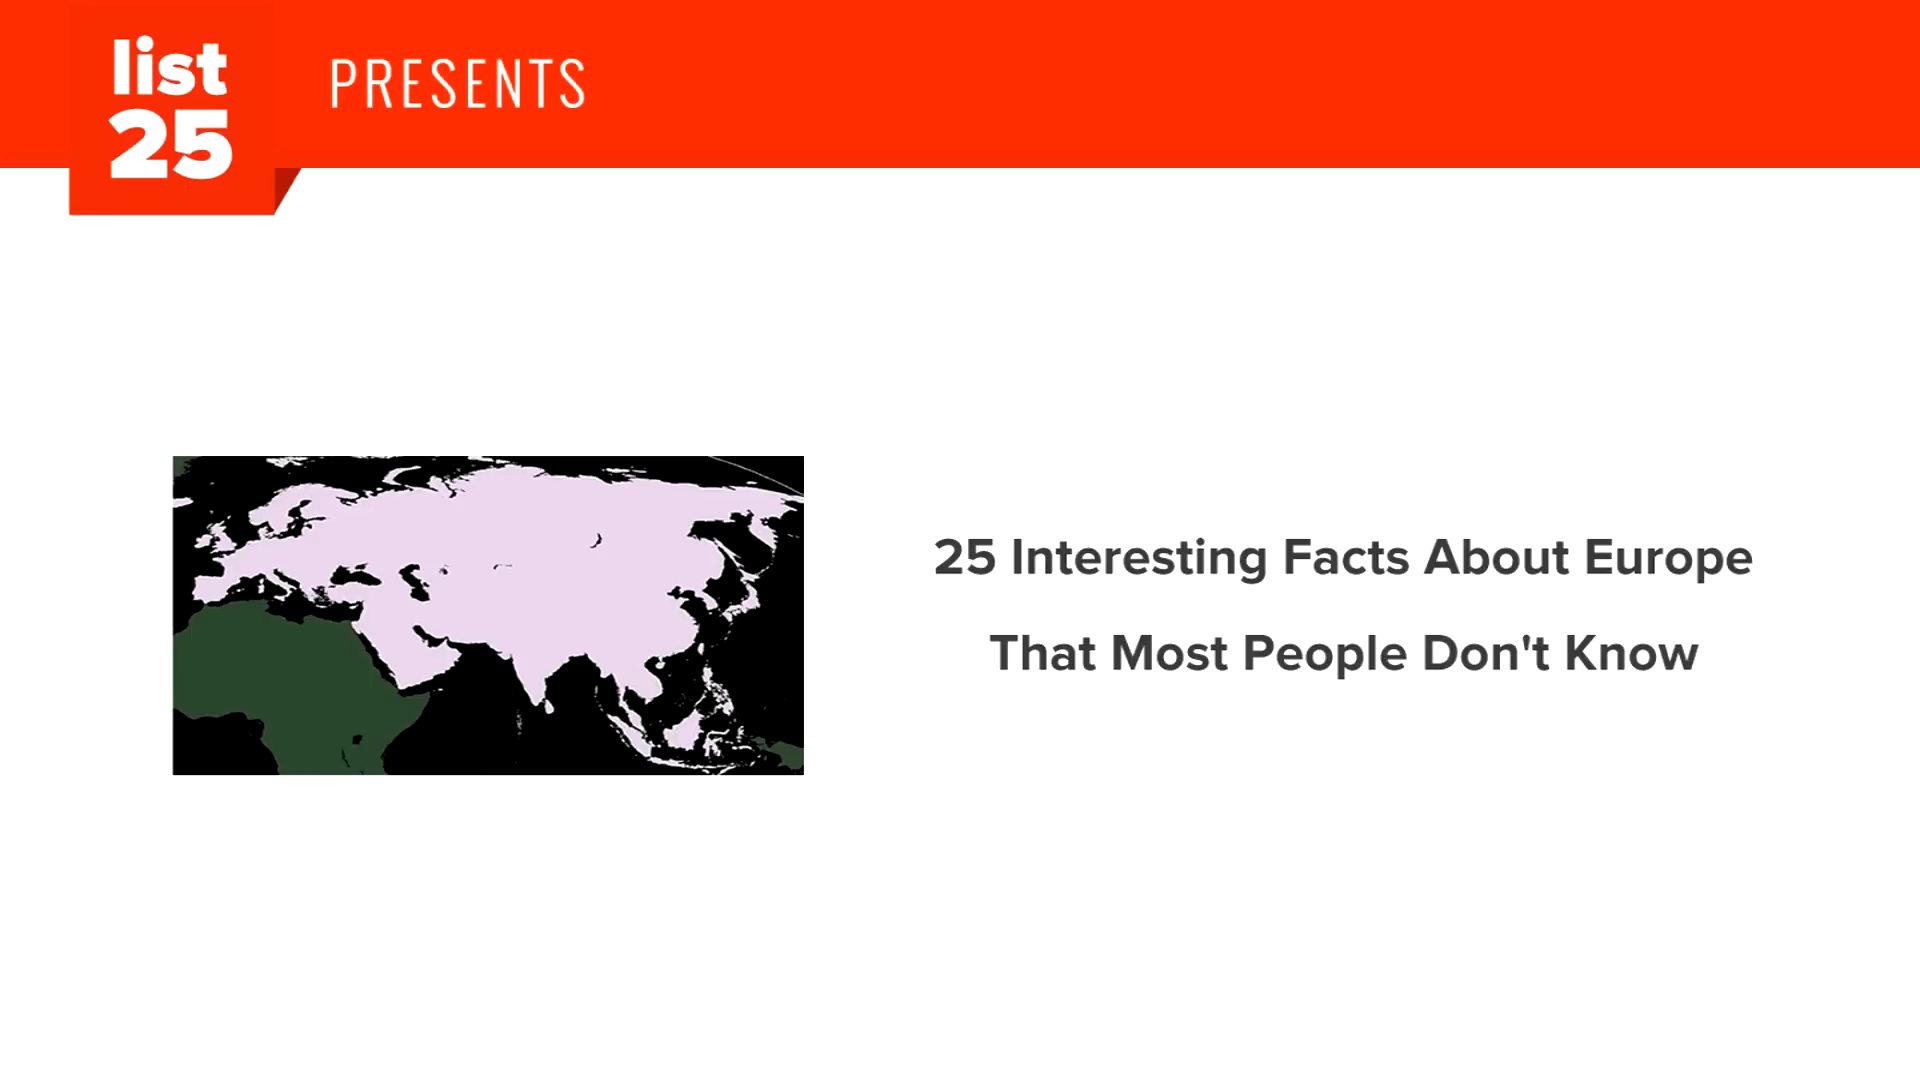 list
25
PRESENTS
25 Interesting Facts About Europe
That Most People Don't Know